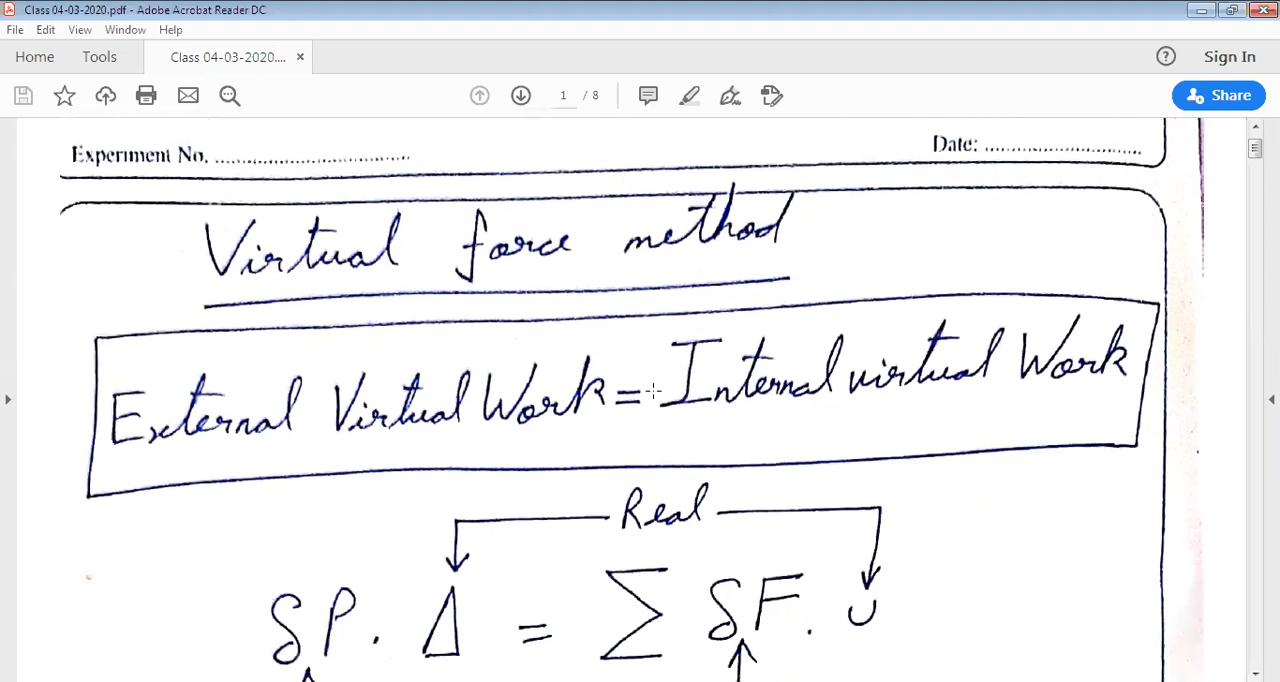 Class 04-03-2020.pdf - Adobe Acrobat Reader DC
File Edit View Window Help
Home Tools Class 04-03-2020.... × Sign In
1 / 8 Share
Experiment No. ........................................ Date: ................................
Virtual force method
External Virtual Work = Internal virtual Work
Real
δP . Δ = ∑ δF . u